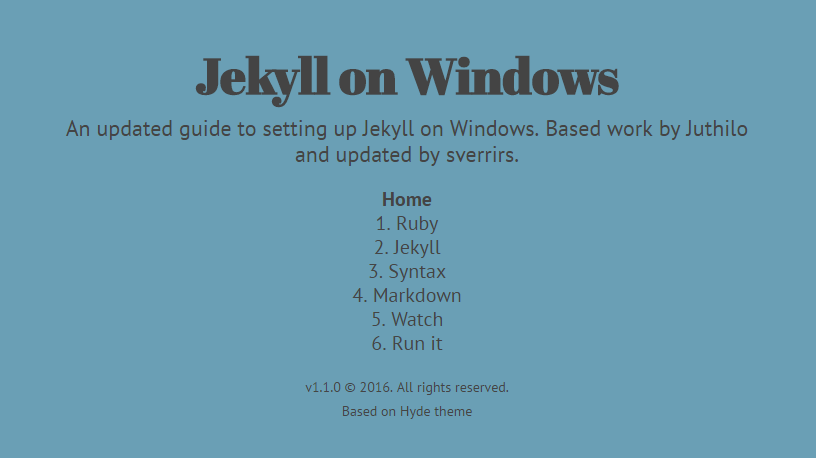 Jekyll on Windows
An updated guide to setting up Jekyll on Windows. Based work by Juthilo
and updated by sverrirs.
Home
1. Ruby
2. Jekyll
3. Syntax
4. Markdown
5. Watch
6. Run it
v1.1.0 © 2016. All rights reserved.
Based on Hyde theme